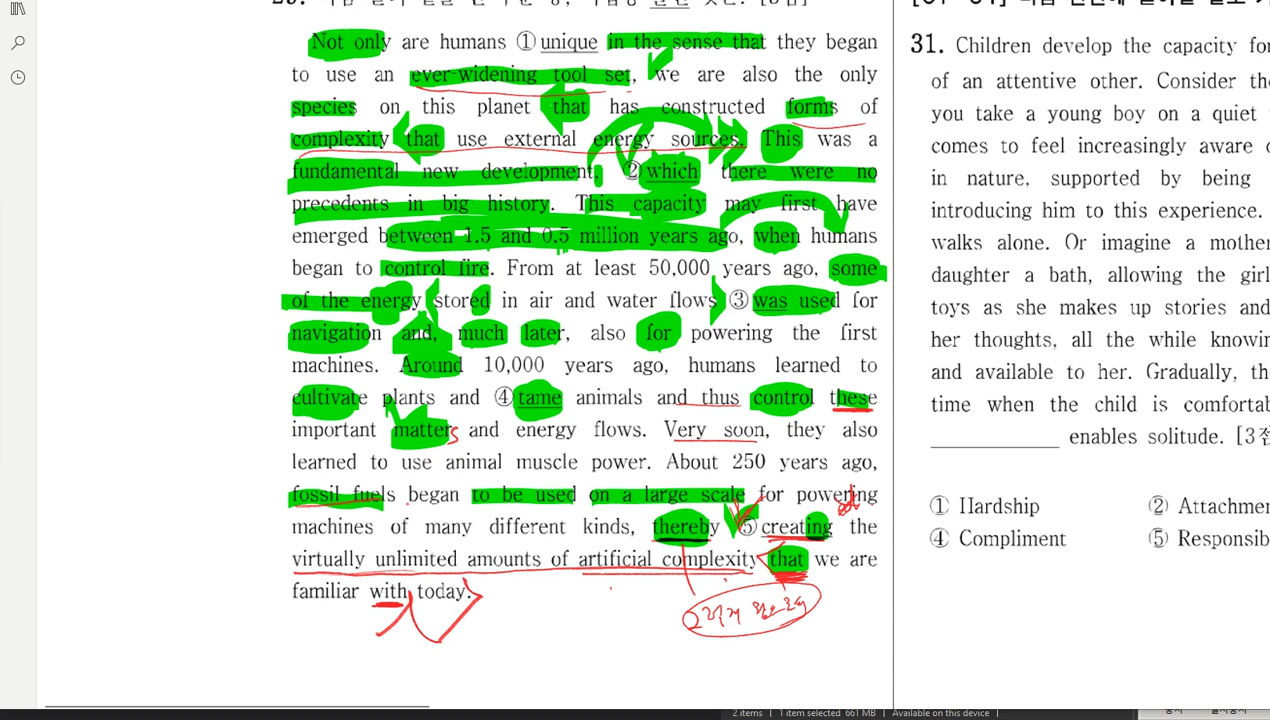 Not only are humans ① unique in the sense that they began
to use an ever-widening tool set, we are also the only
species on this planet that has constructed forms of
complexity that use external energy sources. This was a
fundamental new development, ② which there were no
precedents in big history. This capacity may first have
emerged between 1.5 and 0.5 million years ago, when humans
began to control fire. From at least 50,000 years ago, some
of the energy stored in air and water flows ③ was used for
navigation and, much later, also for powering the first
machines. Around 10,000 years ago, humans learned to
cultivate plants and ④ tame animals and thus control these
important matters and energy flows. Very soon, they also
learned to use animal muscle power. About 250 years ago,
fossil fuels began to be used on a large scale for powering
machines of many different kinds, thereby ⑤ creating the
virtually unlimited amounts of artificial complexity that we are
familiar with today.
31. Children develop the capacity for
of an attentive other. Consider the
you take a young boy on a quiet
comes to feel increasingly aware
in nature, supported by being
introducing him to this experience.
walks alone. Or imagine a mother
daughter a bath, allowing the girl
toys as she makes up stories and
her thoughts, all the while knowin
and available to her. Gradually, the
time when the child is comfortab
enables solitude. [3점
① Hardship ② Attachme
④ Compliment ⑤ Responsib
2 items | 1 item selected 661 MB | Available on this device |